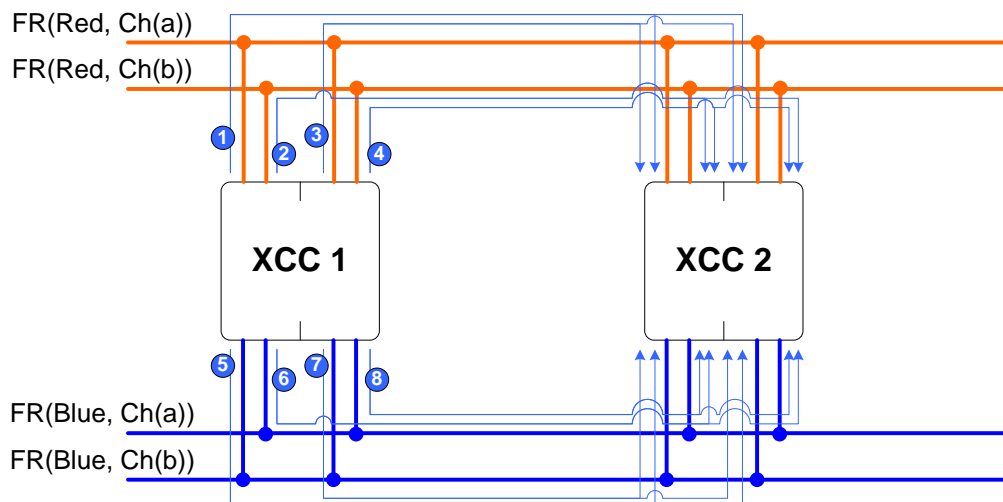 FR(Red, Ch(a))
FR(Red, Ch(b))
1
2
3
4
XCC 1
XCC 2
5
6
7
8
FR(Blue, Ch(a))
FR(Blue, Ch(b))